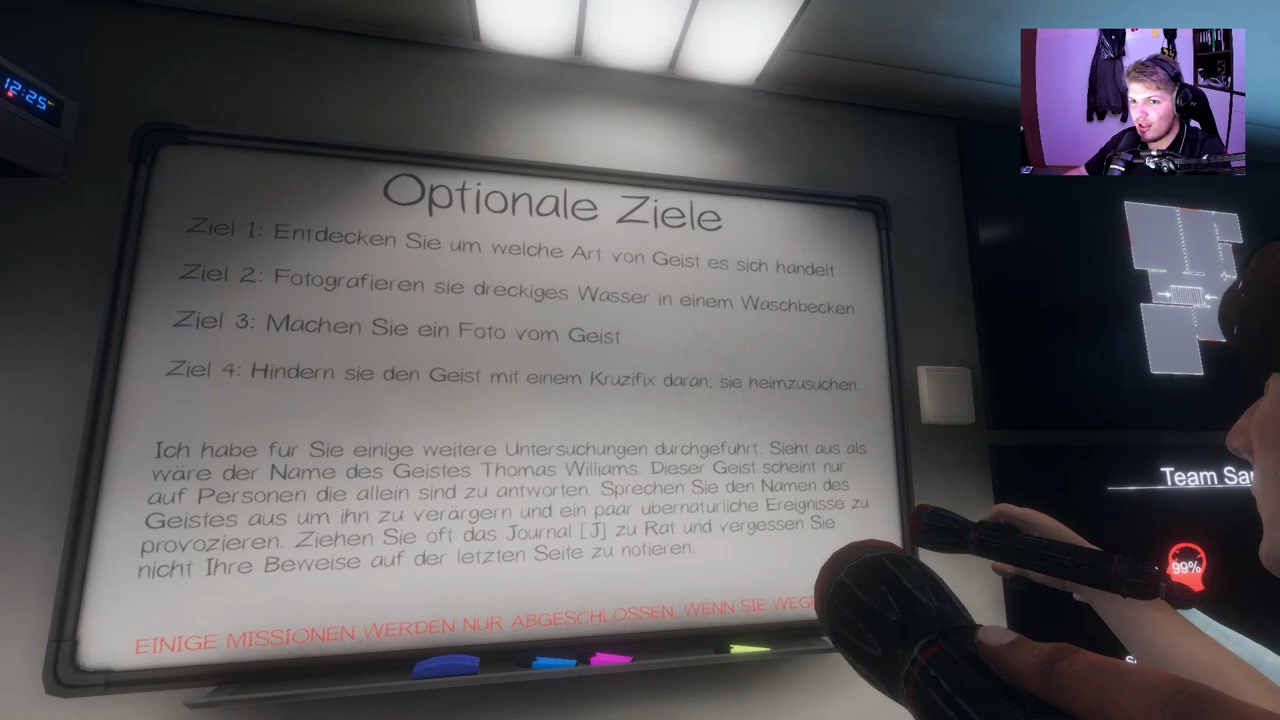 12:25
Optionale Ziele
Ziel 1: Entdecken Sie um welche Art von Geist es sich handelt
Ziel 2: Fotografieren sie dreckiges Wasser in einem Waschbecken
Ziel 3: Machen Sie ein Foto vom Geist
Ziel 4: Hindern sie den Geist mit einem Kruzifix daran, sie heimzusuchen.
Ich habe für Sie einige weitere Untersuchungen durchgeführt. Sieht aus als
wäre der Name des Geistes Thomas Williams. Dieser Geist scheint nur
auf Personen die allein sind zu antworten. Sprechen Sie den Namen des
Geistes aus um ihn zu verärgern und ein paar übernatürliche Ereignisse zu
provozieren. Ziehen Sie oft das Journal [J] zu Rat und vergessen Sie
nicht Ihre Beweise auf der letzten Seite zu notieren.
EINIGE MISSIONEN WERDEN NUR ABGESCHLOSSEN, WENN SIE
Team
99%